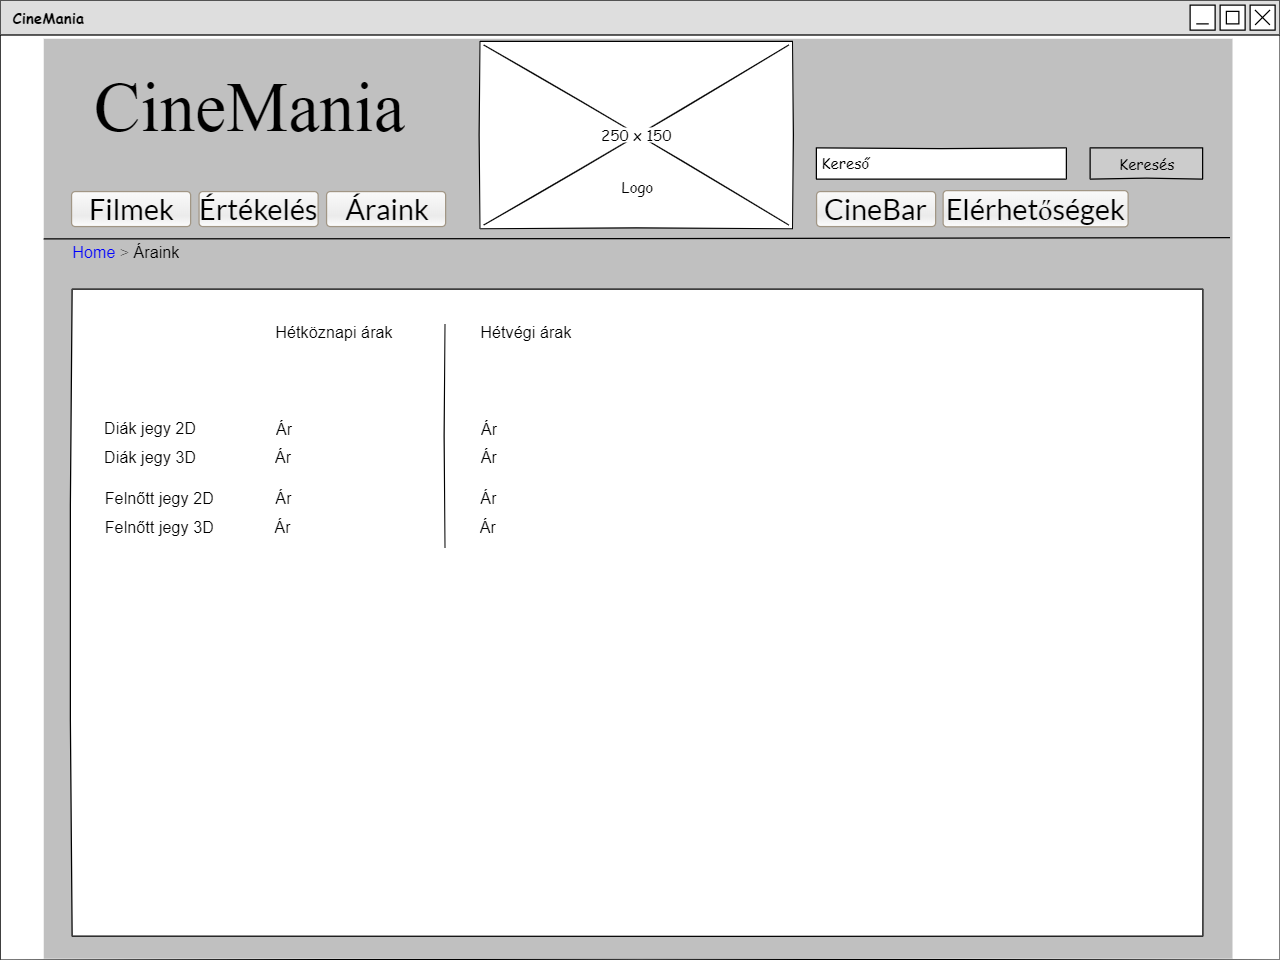 CineMania
CineMania
250 x 150
Logo
Kereső
Keresés
Filmek
Értékelés
Áraink
CineBar
Elérhetőségek
Home > Áraink
Hétköznapi árak
Hétvégi árak
Diák jegy 2D
Ár
Ár
Diák jegy 3D
Ár
Ár
Felnőtt jegy 2D
Ár
Ár
Felnőtt jegy 3D
Ár
Ár